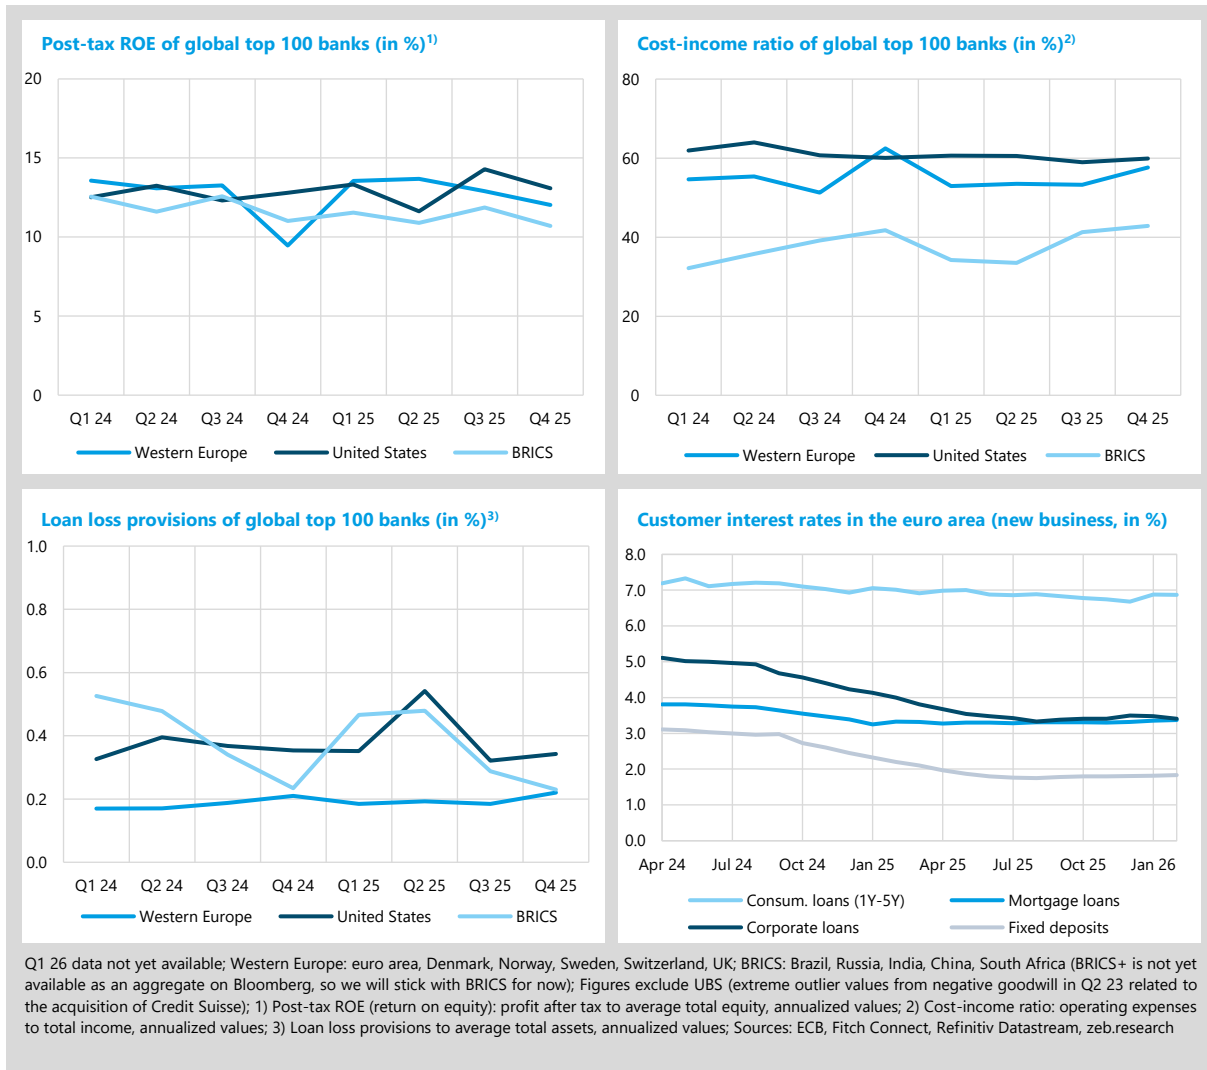 Post-tax ROE of global top 100 banks (in %)1)
20
15
10
5
0
Q1 24 Q2 24 Q3 24 Q4 24 Q1 25 Q2 25 Q3 25 Q4 25
Western Europe United States BRICS
Cost-income ratio of global top 100 banks (in %)2)
80
60
40
20
0
Q1 24 Q2 24 Q3 24 Q4 24 Q1 25 Q2 25 Q3 25 Q4 25
Western Europe United States BRICS
Loan loss provisions of global top 100 banks (in %)3)
1.0
0.8
0.6
0.4
0.2
0.0
Q1 24 Q2 24 Q3 24 Q4 24 Q1 25 Q2 25 Q3 25 Q4 25
Western Europe United States BRICS
Customer interest rates in the euro area (new business, in %)
8.0
7.0
6.0
5.0
4.0
3.0
2.0
1.0
0.0
Apr 24 Jul 24 Oct 24 Jan 25 Apr 25 Jul 25 Oct 25 Jan 26
Consum. loans (1Y-5Y) Mortgage loans
Corporate loans Fixed deposits
Q1 26 data not yet available; Western Europe: euro area, Denmark, Norway, Sweden, Switzerland, UK; BRICS: Brazil, Russia, India, China, South Africa (BRICS+ is not yet
available as an aggregate on Bloomberg, so we will stick with BRICS for now); Figures exclude UBS (extreme outlier values from negative goodwill in Q2 23 related to
the acquisition of Credit Suisse); 1) Post-tax ROE (return on equity): profit after tax to average total equity, annualized values; 2) Cost-income ratio: operating expenses
to total income, annualized values; 3) Loan loss provisions to average total assets, annualized values; Sources: ECB, Fitch Connect, Refinitiv Datastream, zeb.research